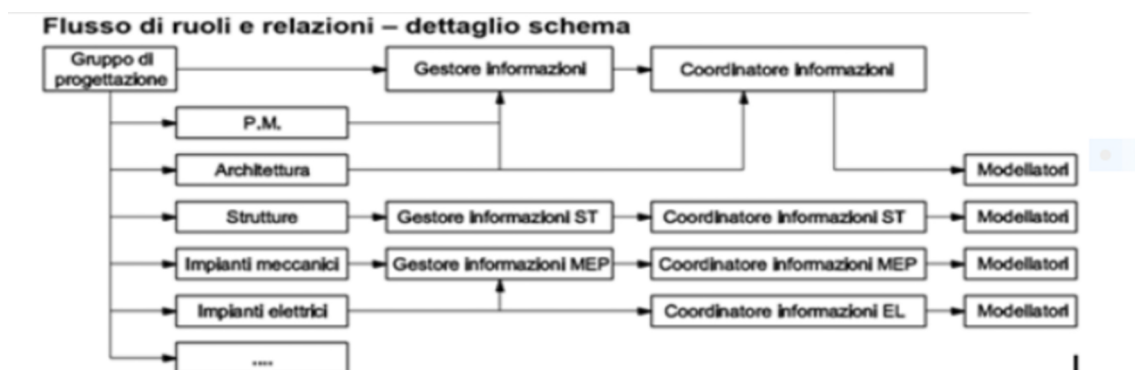 Flusso di ruoli e relazioni – dettaglio schema
Gruppo di
progettazione
Gestore informazioni
Coordinatore informazioni
P.M.
Architettura
Modellatori
Strutture
Gestore informazioni ST
Coordinatore informazioni ST
Modellatori
Impianti meccanici
Gestore informazioni MEP
Coordinatore informazioni MEP
Modellatori
Impianti elettrici
Coordinatore informazioni EL
Modellatori
....